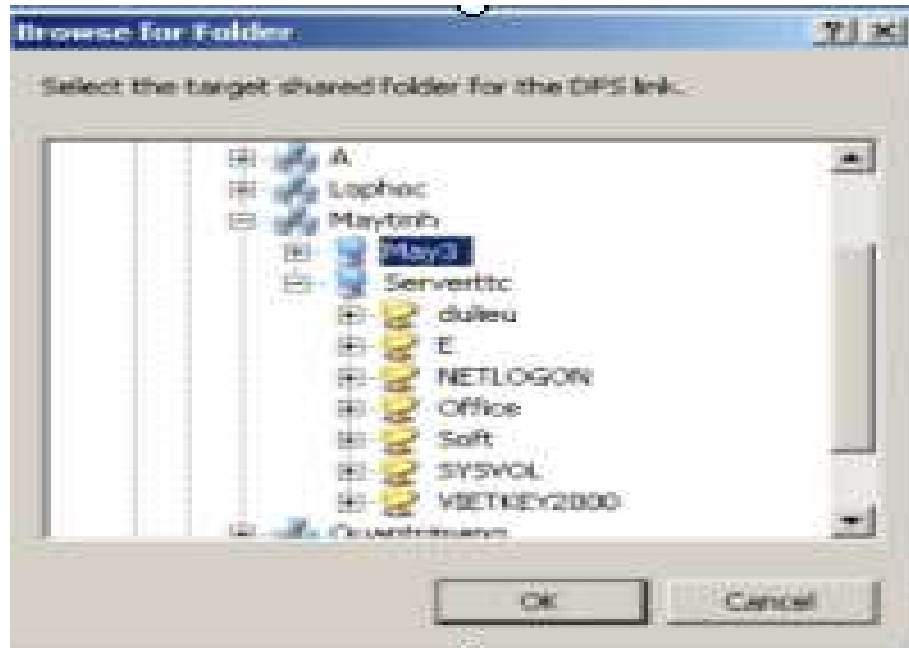 Browse for Folder
Select the target shared folder for the DFS link.
A
Lophoc
Maytinh
May3
Serverttc
dulieu
E
NETLOGON
Office
Soft
SYSVOL
VIETKEY2000
OK
Cancel